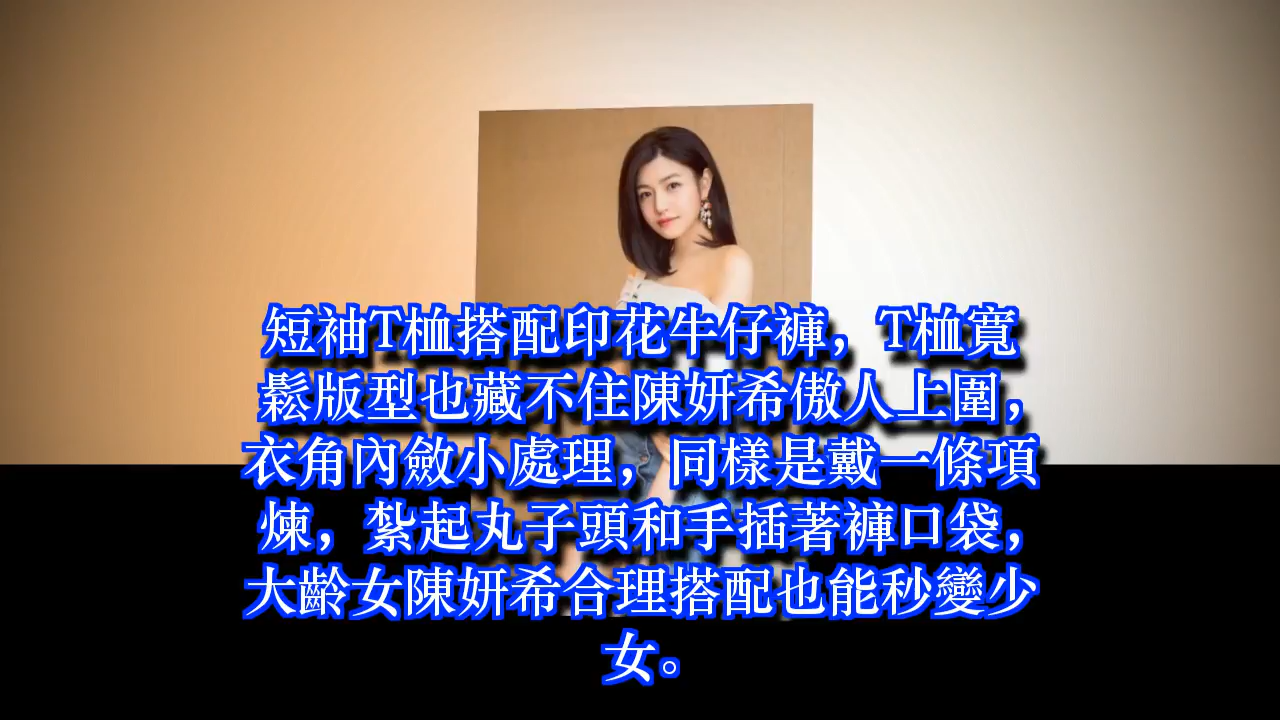 短袖T桖搭配印花牛仔褲，T桖寬
鬆版型也藏不住陳妍希傲人上圍，
衣角內斂小處理，同樣是戴一條項
煉，紮起丸子頭和手插著褲口袋，
大齡女陳妍希合理搭配也能秒變少
女。